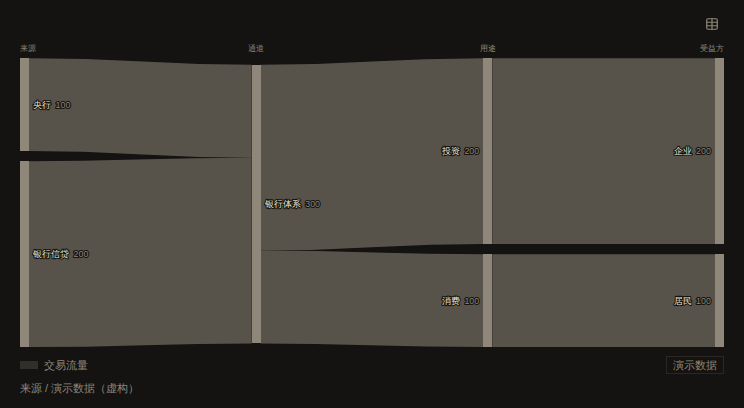 来源 通道 用途 受益方
央行 100
投资 200
企业 200
银行体系 300
银行信贷 200
消费 100
居民 100
交易流量
演示数据
来源 / 演示数据（虚构）